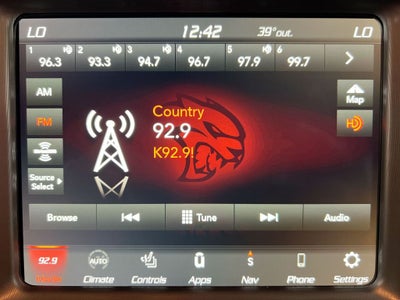 LO 12:42 39° OUT. LO
1 2 3 4 5 6
96.3 93.3 94.7 96.7 97.9 99.7
AM
Map
FM
HD
Country
92.9
K92.9!
Source
Select
Browse Tune Audio
92.9 AUTO S
Climate Controls Apps Nav Phone Settings